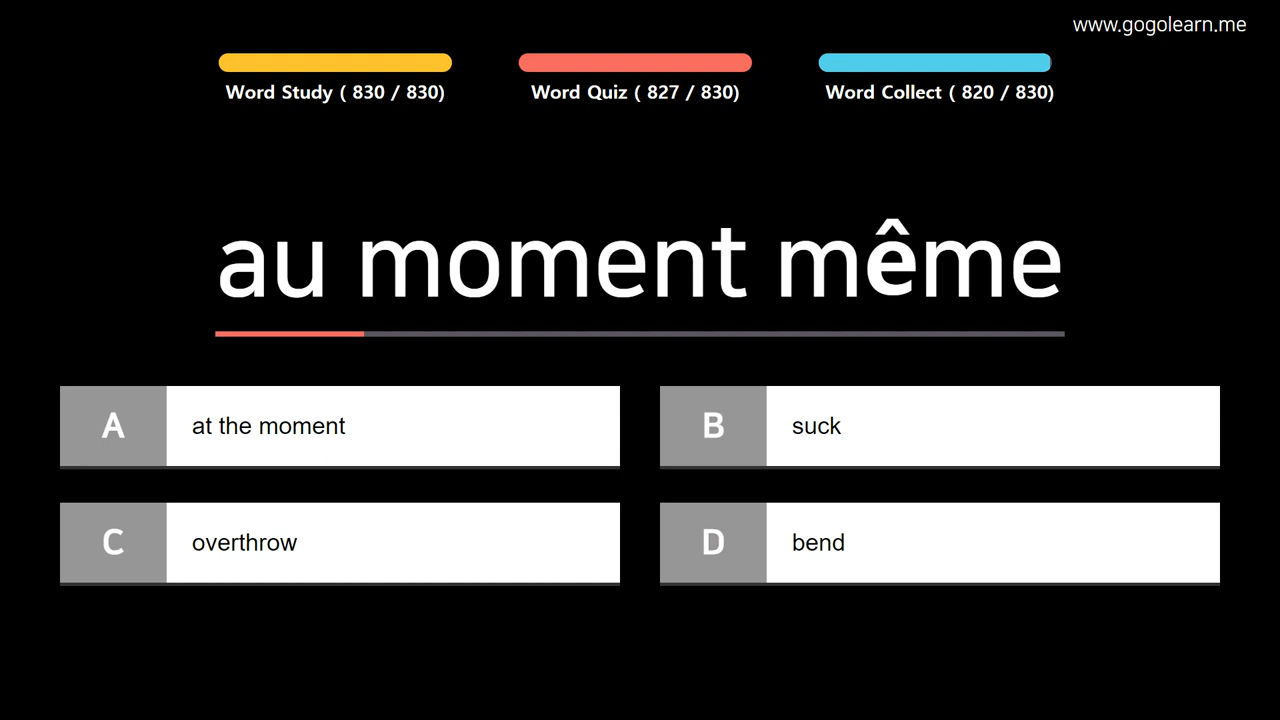 www.gogolearn.me
Word Study ( 830 / 830)
Word Quiz ( 827 / 830)
Word Collect ( 820 / 830)
au moment même
A at the moment
B suck
C overthrow
D bend